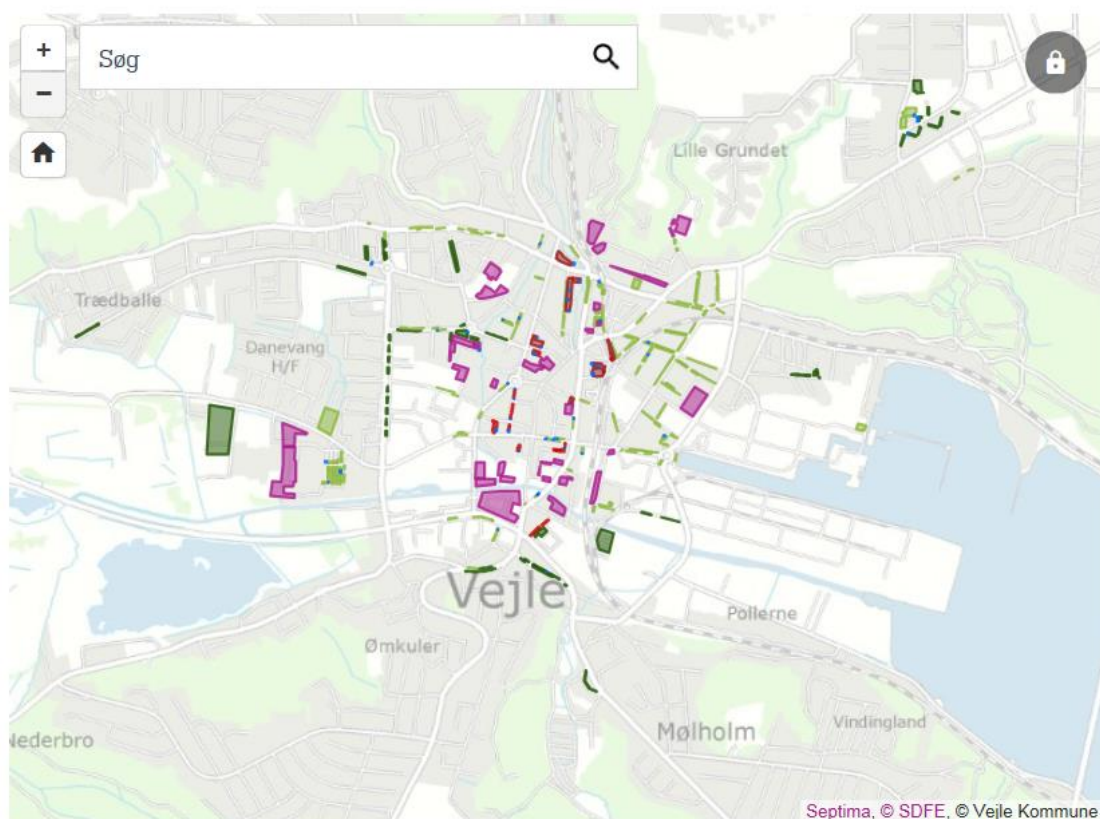 +
Søg
−
Lille Grundet
Trædballe
Danevang
H/F
Vejle
Pollerne
Ømkuler
Mølholm
Vindingland
Nederbro
Septima, © SDFE, © Vejle Kommune